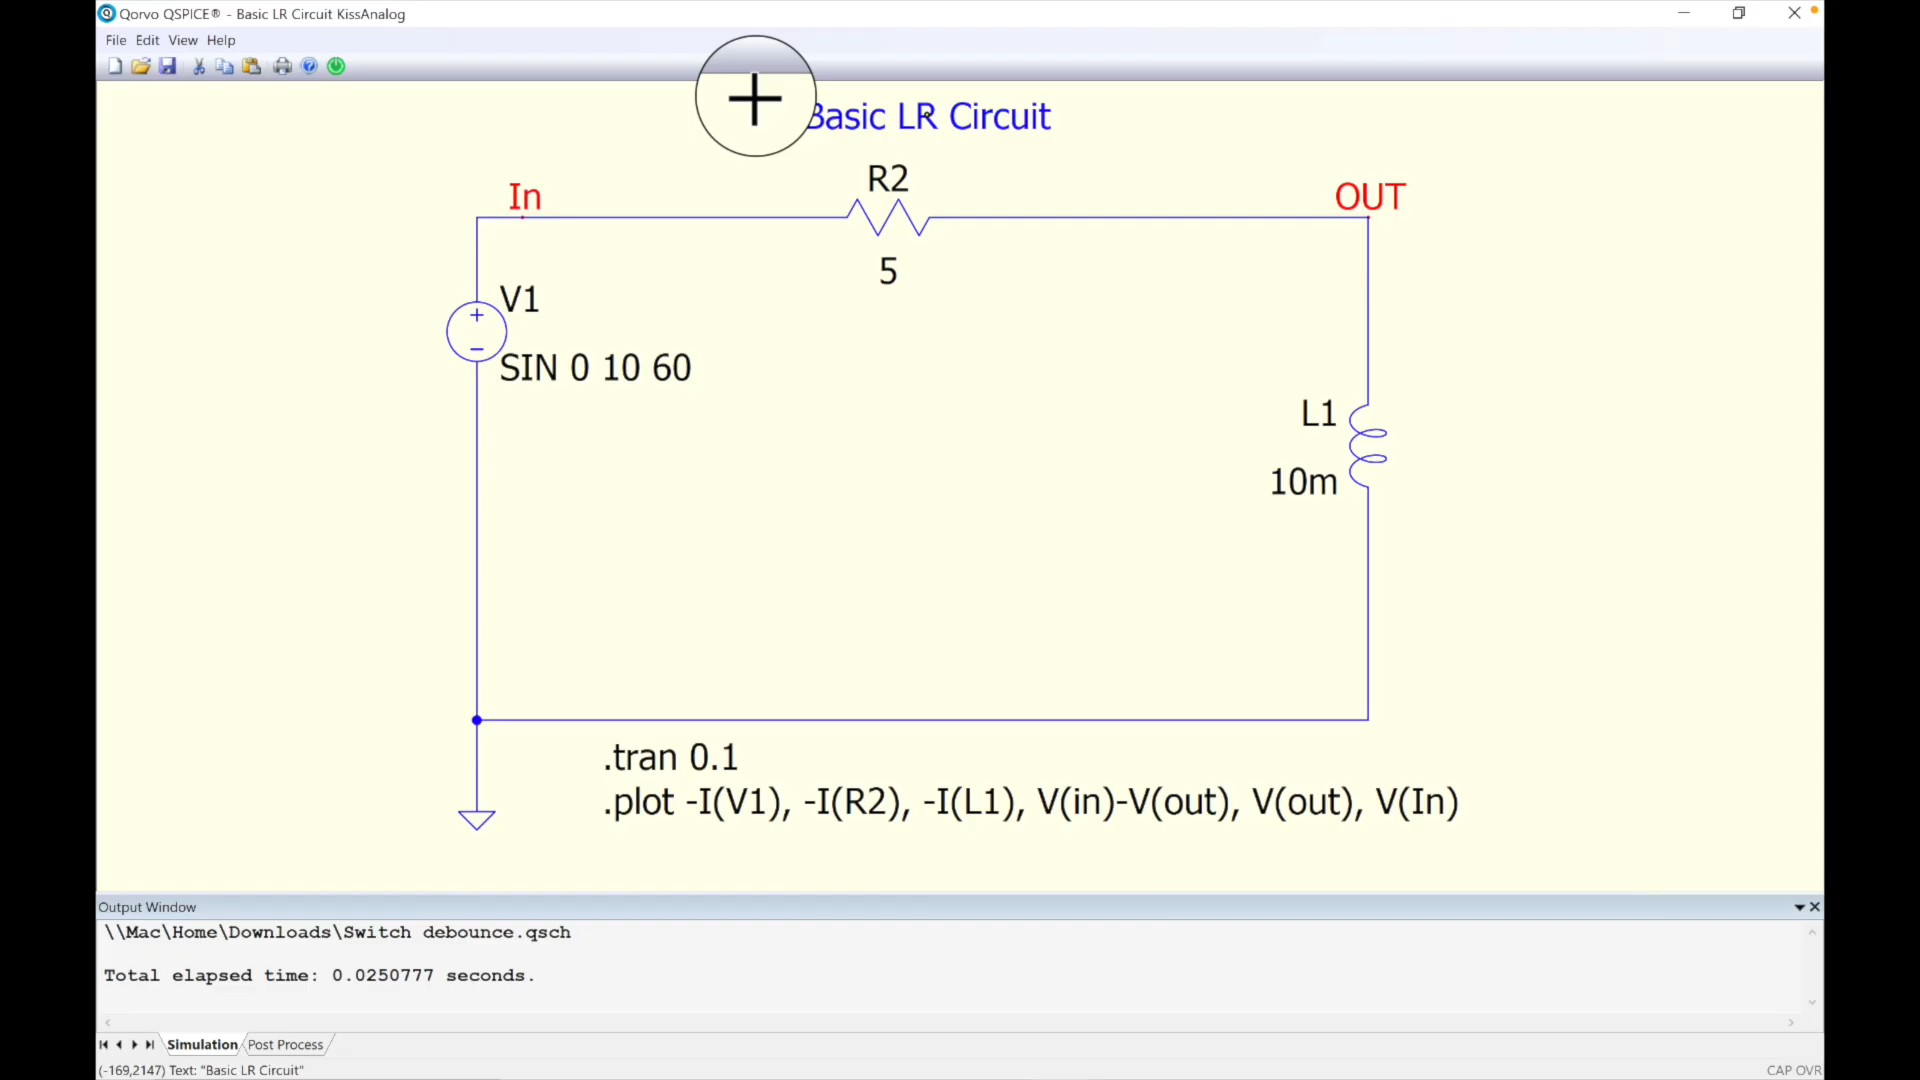 Qorvo QSPICE® - Basic LR Circuit KissAnalog
File Edit View Help
Basic LR Circuit
In
R2
OUT
5
V1
SIN 0 10 60
L1
10m
.tran 0.1
.plot -I(V1), -I(R2), -I(L1), V(in)-V(out), V(out), V(In)
Output Window
\\Mac\Home\Downloads\Switch debounce.qsch
Total elapsed time: 0.0250777 seconds.
Simulation Post Process
(-169,2147) Text: "Basic LR Circuit"
CAP OVR